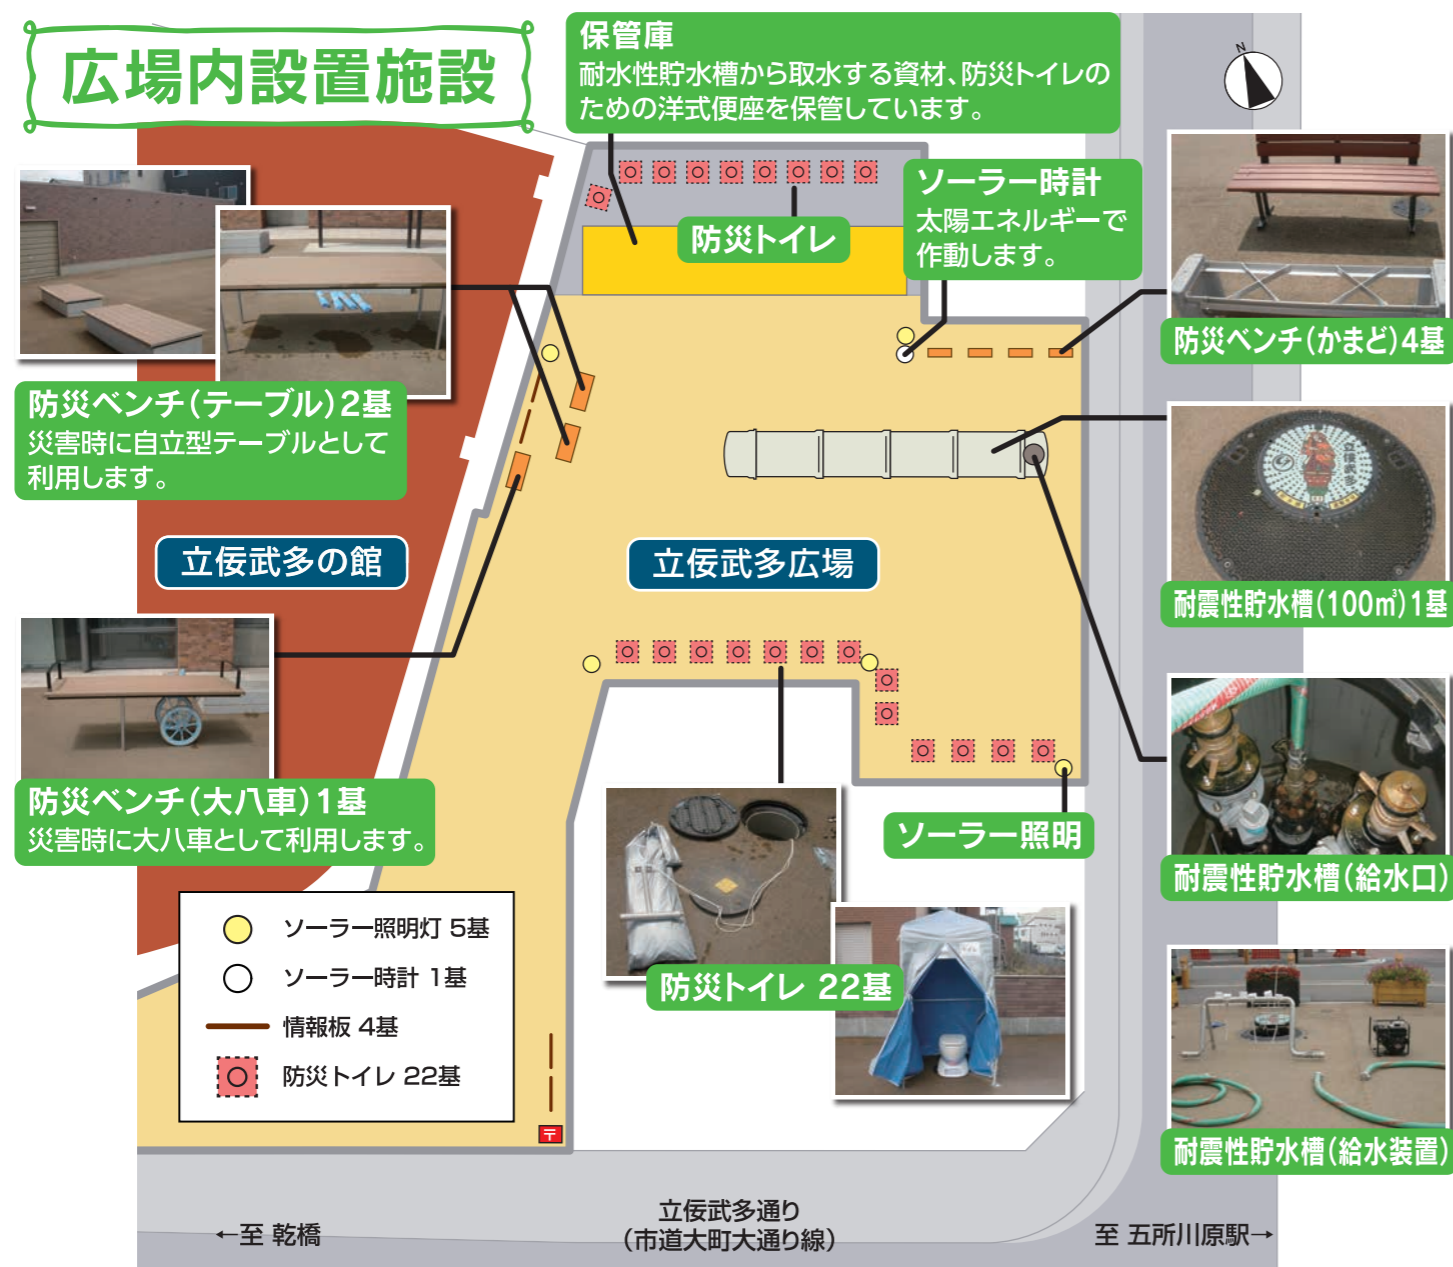 広場内設置施設
保管庫
耐水性貯水槽から取水する資材、防災トイレの
ための洋式便座を保管しています。
N
防災トイレ
ソーラー時計
太陽エネルギーで
作動します。
防災ベンチ(かまど)4基
防災ベンチ(テーブル)2基
災害時に自立型テーブルとして
利用します。
立佞武多
耐震性貯水槽(100㎥)1基
立佞武多の館
立佞武多広場
防災ベンチ(大八車)1基
災害時に大八車として利用します。
ソーラー照明
耐震性貯水槽(給水口)
防災トイレ 22基
ソーラー照明灯 5基
ソーラー時計 1基
情報板 4基
防災トイレ 22基
〒
耐震性貯水槽(給水装置)
←至 乾橋
立佞武多通り
(市道大町大通り線)
至 五所川原駅→